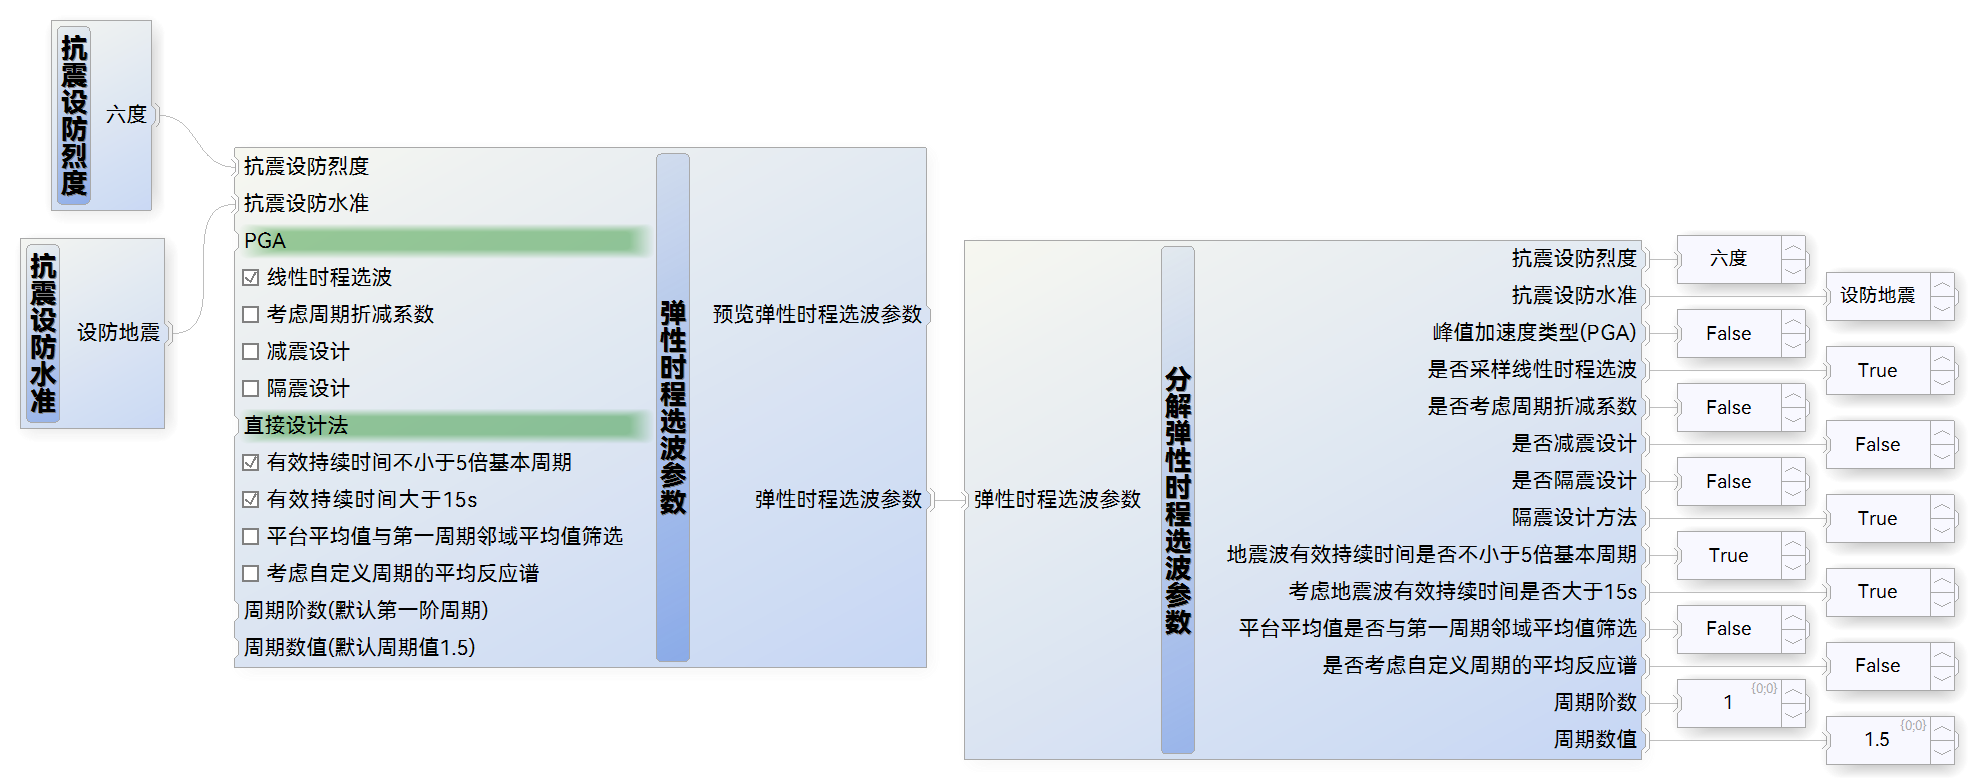 抗震设防烈度
六度
抗震设防水准
设防地震
抗震设防烈度
抗震设防水准
PGA
线性时程选波
考虑周期折减系数
减震设计
隔震设计
直接设计法
有效持续时间不小于5倍基本周期
有效持续时间大于15s
平台平均值与第一周期邻域平均值筛选
考虑自定义周期的平均反应谱
周期阶数(默认第一阶周期)
周期数值(默认周期值1.5)
弹性时程选波参数
预览弹性时程选波参数
弹性时程选波参数
弹性时程选波参数
分解弹性时程选波参数
抗震设防烈度
六度
抗震设防水准
设防地震
峰值加速度类型(PGA)
False
是否采样线性时程选波
True
是否考虑周期折减系数
False
是否减震设计
False
是否隔震设计
False
隔震设计方法
True
地震波有效持续时间是否不小于5倍基本周期
True
考虑地震波有效持续时间是否大于15s
True
平台平均值是否与第一周期邻域平均值筛选
False
是否考虑自定义周期的平均反应谱
False
周期阶数
{0;0}
1
周期数值
{0;0}
1.5